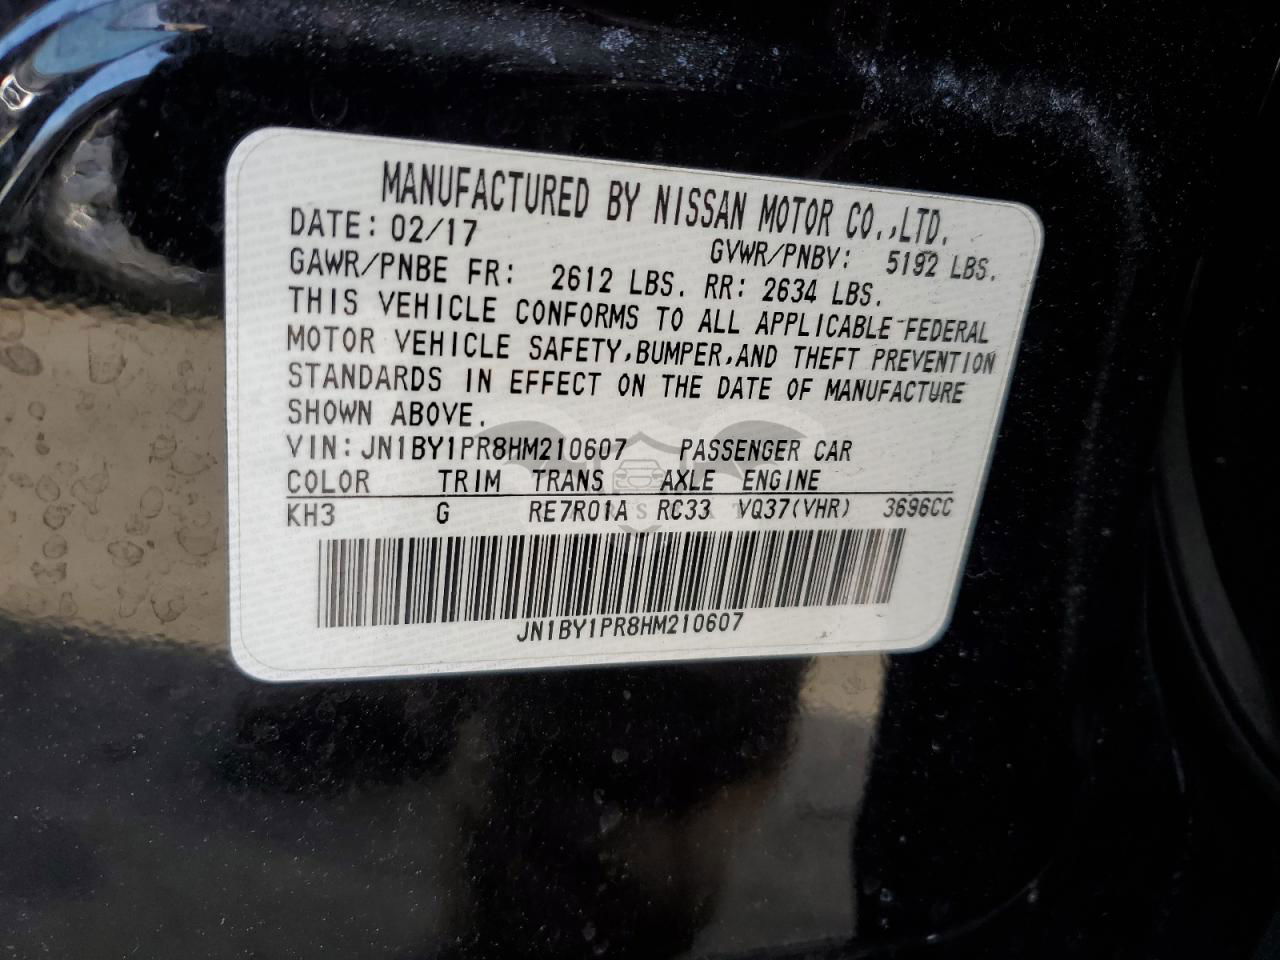 MANUFACTURED BY NISSAN MOTOR CO.,LTD.
DATE: 02/17 GVWR/PNBV: 5192 LBS.
GAWR/PNBE FR: 2612 LBS. RR: 2634 LBS.
THIS VEHICLE CONFORMS TO ALL APPLICABLE FEDERAL
MOTOR VEHICLE SAFETY,BUMPER,AND THEFT PREVENTION
STANDARDS IN EFFECT ON THE DATE OF MANUFACTURE
SHOWN ABOVE.
VIN:JN1BY1PR8HM210607 PASSENGER CAR
COLOR TRIM TRANS AXLE ENGINE
KH3 G RE7R01A RC33 VQ37(VHR) 3696CC
JN1BY1PR8HM210607